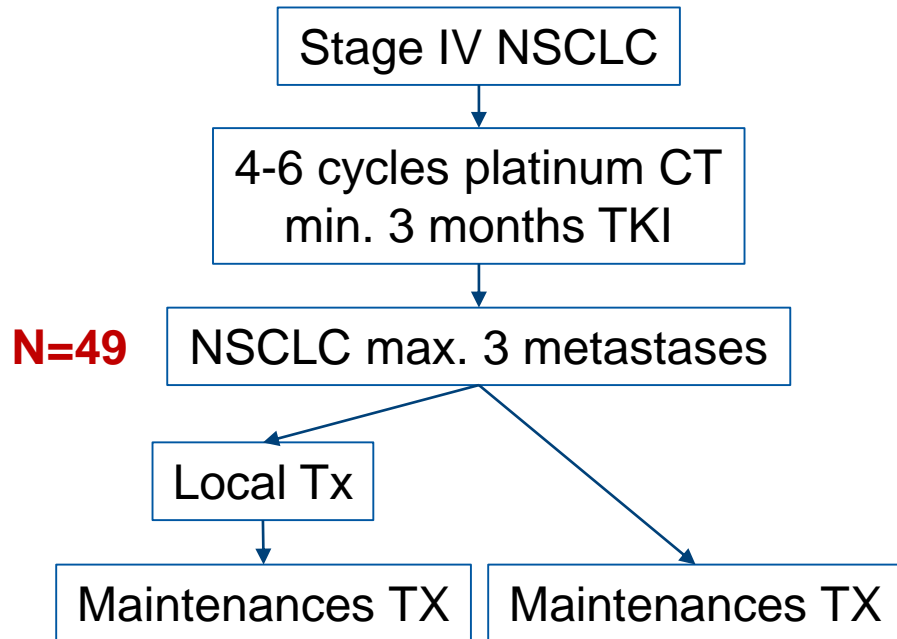 Stage IV NSCLC
4-6 cycles platinum CT
min. 3 months TKI
N=49
NSCLC max. 3 metastases
Local Tx
Maintenances TX
Maintenances TX